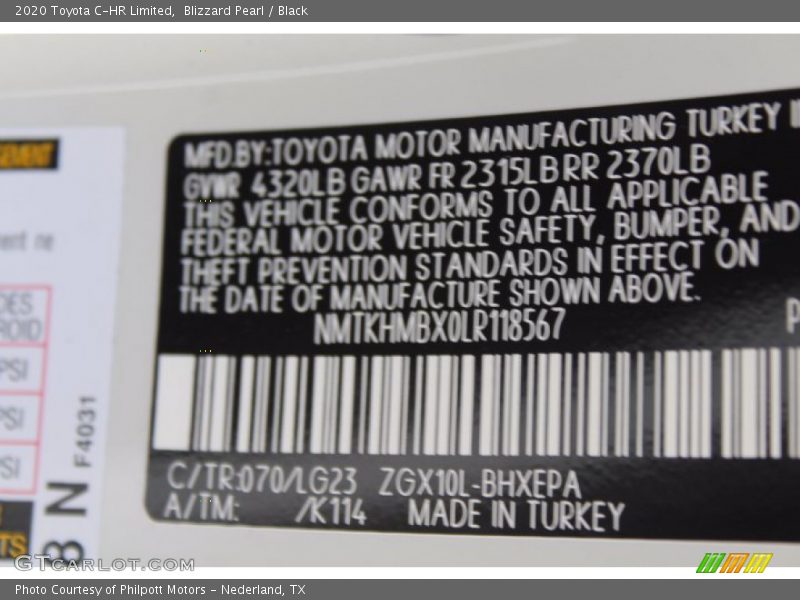 2020 Toyota C-HR Limited, Blizzard Pearl / Black
MFD.BY:TOYOTA MOTOR MANUFACTURING TURKEY
GVWR 4320LB GAWR FR 2315LB RR 2370LB
THIS VEHICLE CONFORMS TO ALL APPLICABLE
FEDERAL MOTOR VEHICLE SAFETY, BUMPER, AND
THEFT PREVENTION STANDARDS IN EFFECT ON
THE DATE OF MANUFACTURE SHOWN ABOVE.
NMTKHMBX0LR118567
P
C/TR:070/LG23 ZGX10L-BHXEPA
A/TM: /K114 MADE IN TURKEY
PSI
PSI
SI
F4031
8 N
TS
GTcarlot.com
Photo Courtesy of Philpott Motors - Nederland, TX